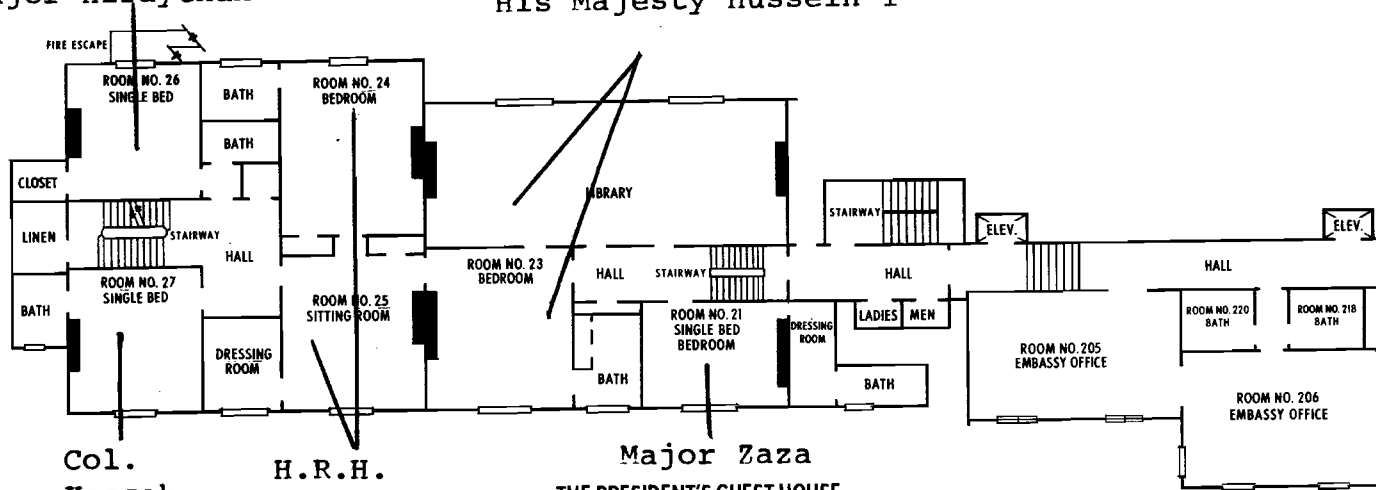 His Majesty Hussein I
FIRE ESCAPE
ROOM NO. 26
SINGLE BED
BATH
ROOM NO. 24
BEDROOM
BATH
CLOSET
LIBRARY
STAIRWAY
LINEN
STAIRWAY
HALL
ELEV.
ELEV.
ROOM NO. 23
BEDROOM
HALL
STAIRWAY
HALL
HALL
ROOM NO. 27
SINGLE BED
BATH
ROOM NO. 25
SITTING ROOM
ROOM NO. 21
SINGLE BED
BEDROOM
DRESSING
ROOM
LADIES
MEN
ROOM NO. 220
BATH
ROOM NO. 218
BATH
DRESSING
ROOM
BATH
BATH
ROOM NO. 205
EMBASSY OFFICE
ROOM NO. 206
EMBASSY OFFICE
Col.
H.R.H.
Major Zaza
THE PRESIDENT'S GUEST HOUSE